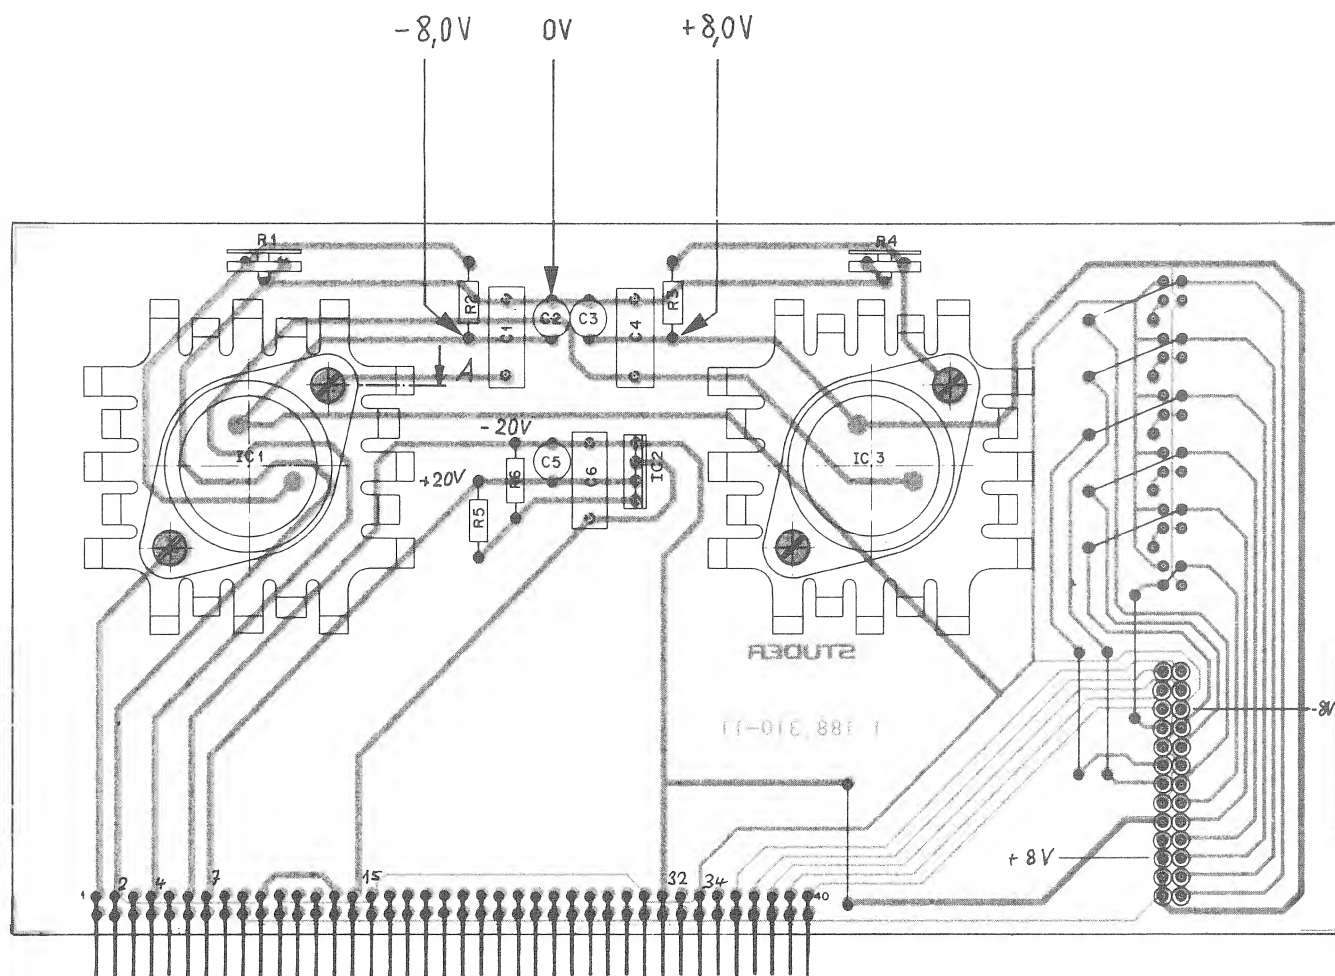 -8,0V 0V +8,0V
R1 R4
R2 R3
C1 C2 C3 C4
A
-20V
IC1 +20V R6 C5 C6 IC2 IC3
R5
STUDER
1.188.310-11
-8V
+8V
1 2 4 7 15 32 34 40